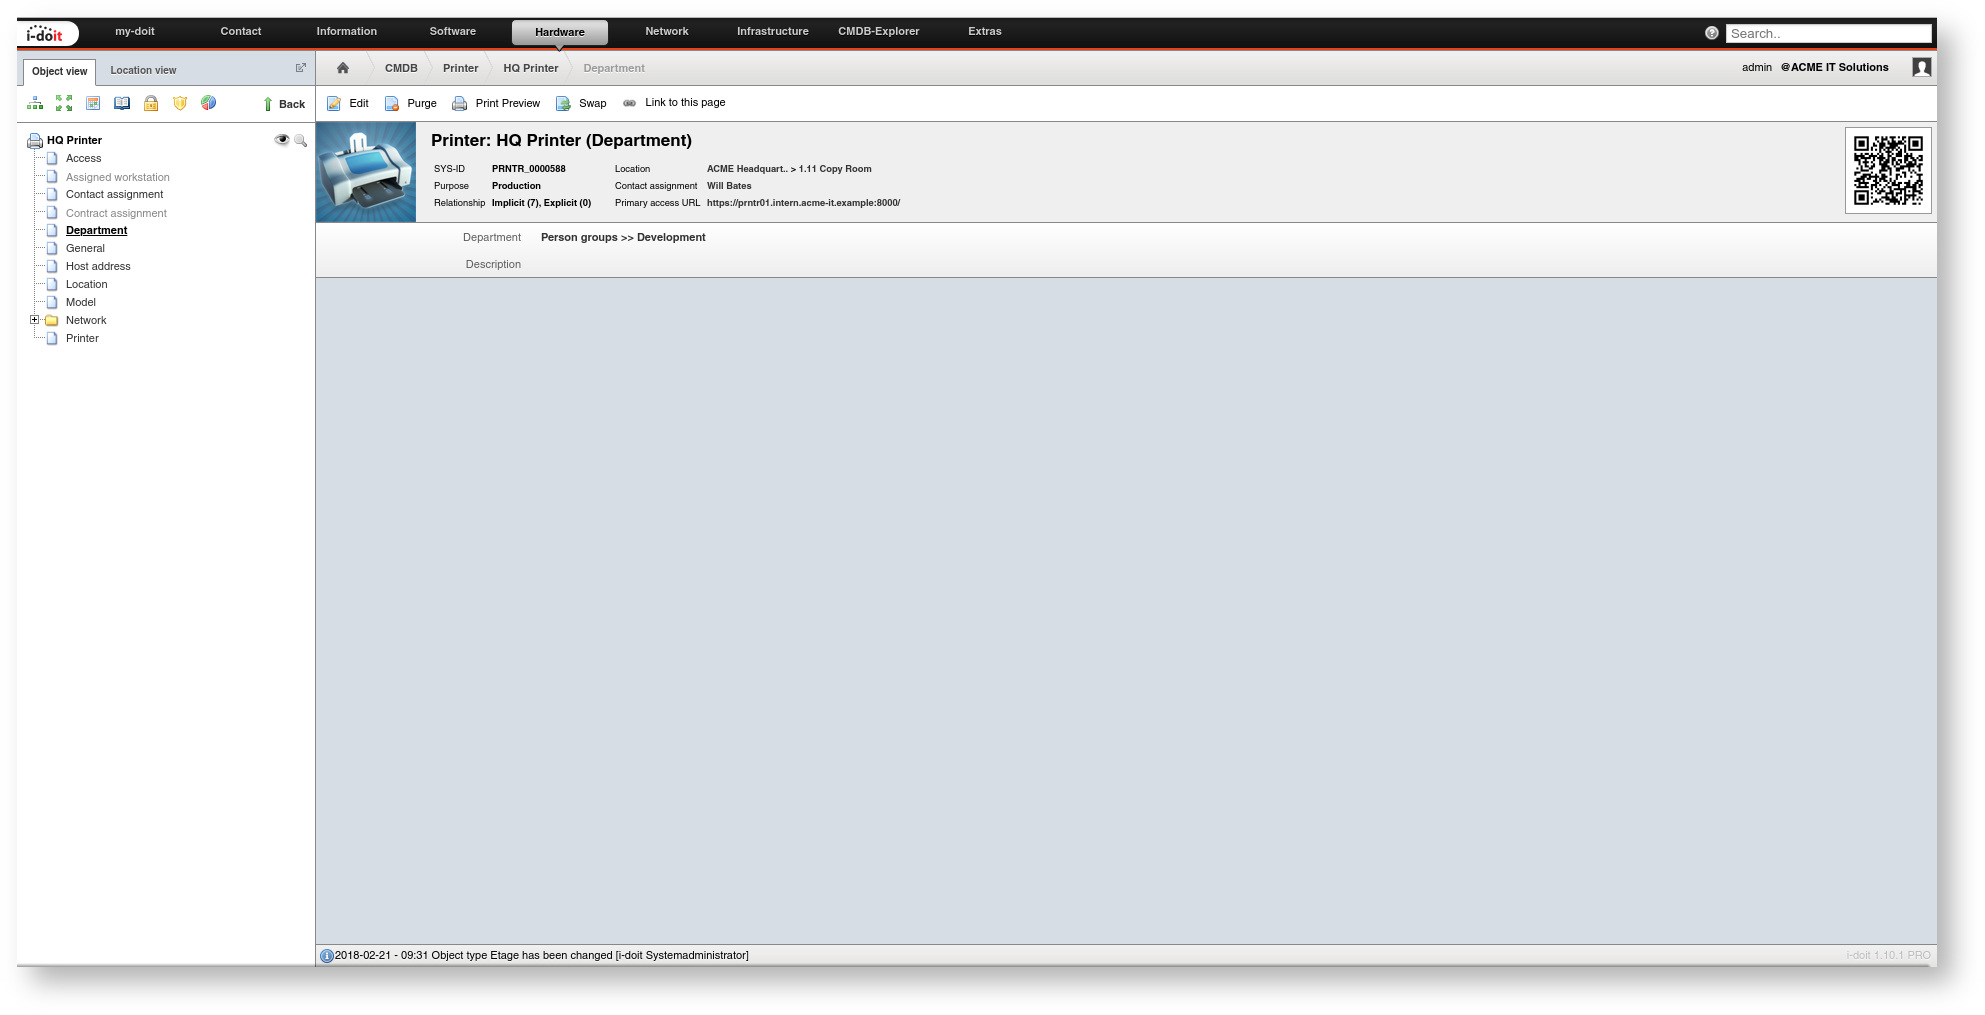 i-doit my-doit Contact Information Software Hardware Network Infrastructure CMDB-Explorer Extras ? Search..
Object view Location view
CMDB Printer HQ Printer Department
admin @ACME IT Solutions
Back
Edit Purge Print Preview Swap Link to this page
HQ Printer
Access
Assigned workstation
Contact assignment
Contract assignment
Department
General
Host address
Location
Model
Network
Printer
Printer: HQ Printer (Department)
SYS-ID PRNTR_0000588 Location ACME Headquart.. > 1.11 Copy Room
Purpose Production Contact assignment Will Bates
Relationship Implicit (7), Explicit (0) Primary access URL https://prntr01.intern.acme-it.example:8000/
Department Person groups >> Development
Description
2018-02-21 - 09:31 Object type Etage has been changed [i-doit Systemadministrator]
i-doit 1.10.1 PRO